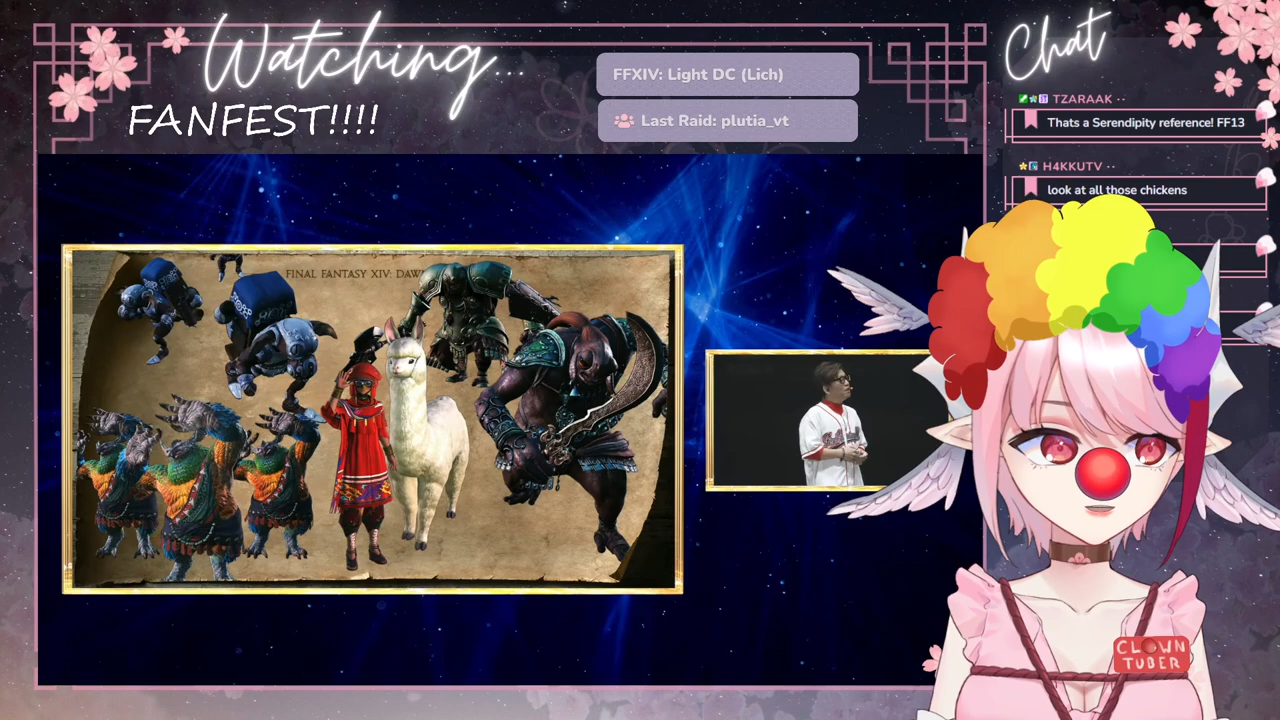 Watching...
FANFEST!!!!
FFXIV: Light DC (Lich)
Last Raid: plutia_vt
Chat
TZARAAK
Thats a Serendipity reference! FF13
H4KKUTV
look at all those chickens
FINAL FANTASY XIV: DAW
CLOWN
TUBER